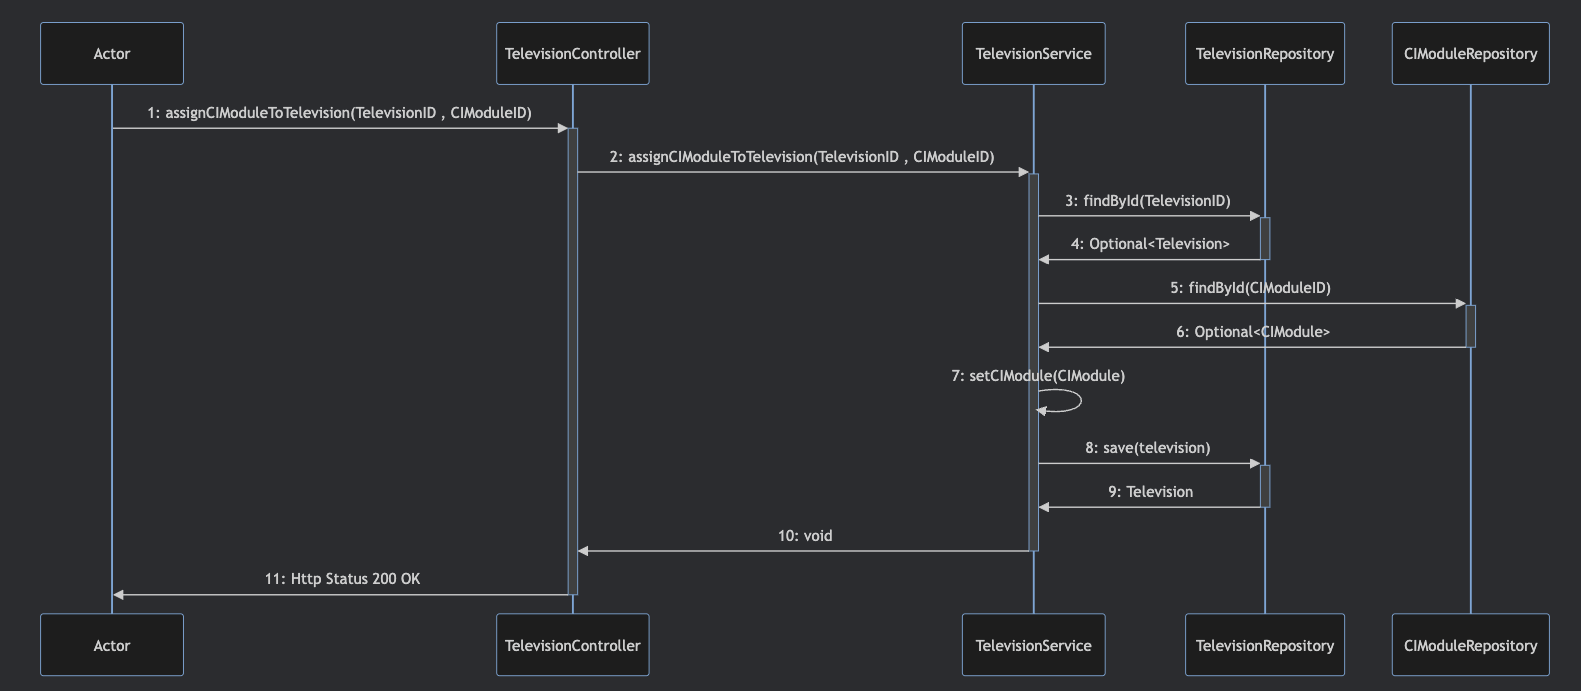 Actor
TelevisionController
TelevisionService
TelevisionRepository
CIModuleRepository
1: assignCIModuleToTelevision(TelevisionID , CIModuleID)
2: assignCIModuleToTelevision(TelevisionID , CIModuleID)
3: findById(TelevisionID)
4: Optional<Television>
5: findById(CIModuleID)
6: Optional<CIModule>
7: setCIModule(CIModule)
8: save(television)
9: Television
10: void
11: Http Status 200 OK
Actor
TelevisionController
TelevisionService
TelevisionRepository
CIModuleRepository